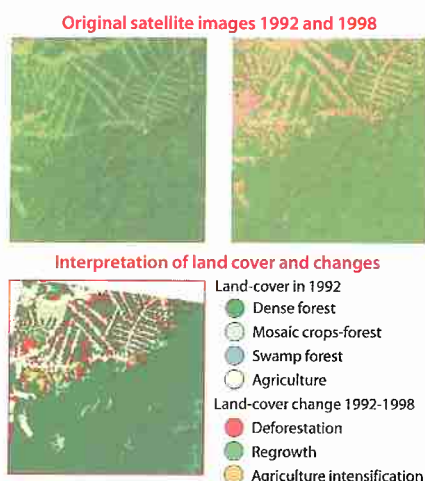 Original satellite images 1992 and 1998
Interpretation of land cover and changes
Land-cover in 1992
Dense forest
Mosaic crops-forest
Swamp forest
Agriculture
Land-cover change 1992-1998
Deforestation
Regrowth
Agriculture intensification